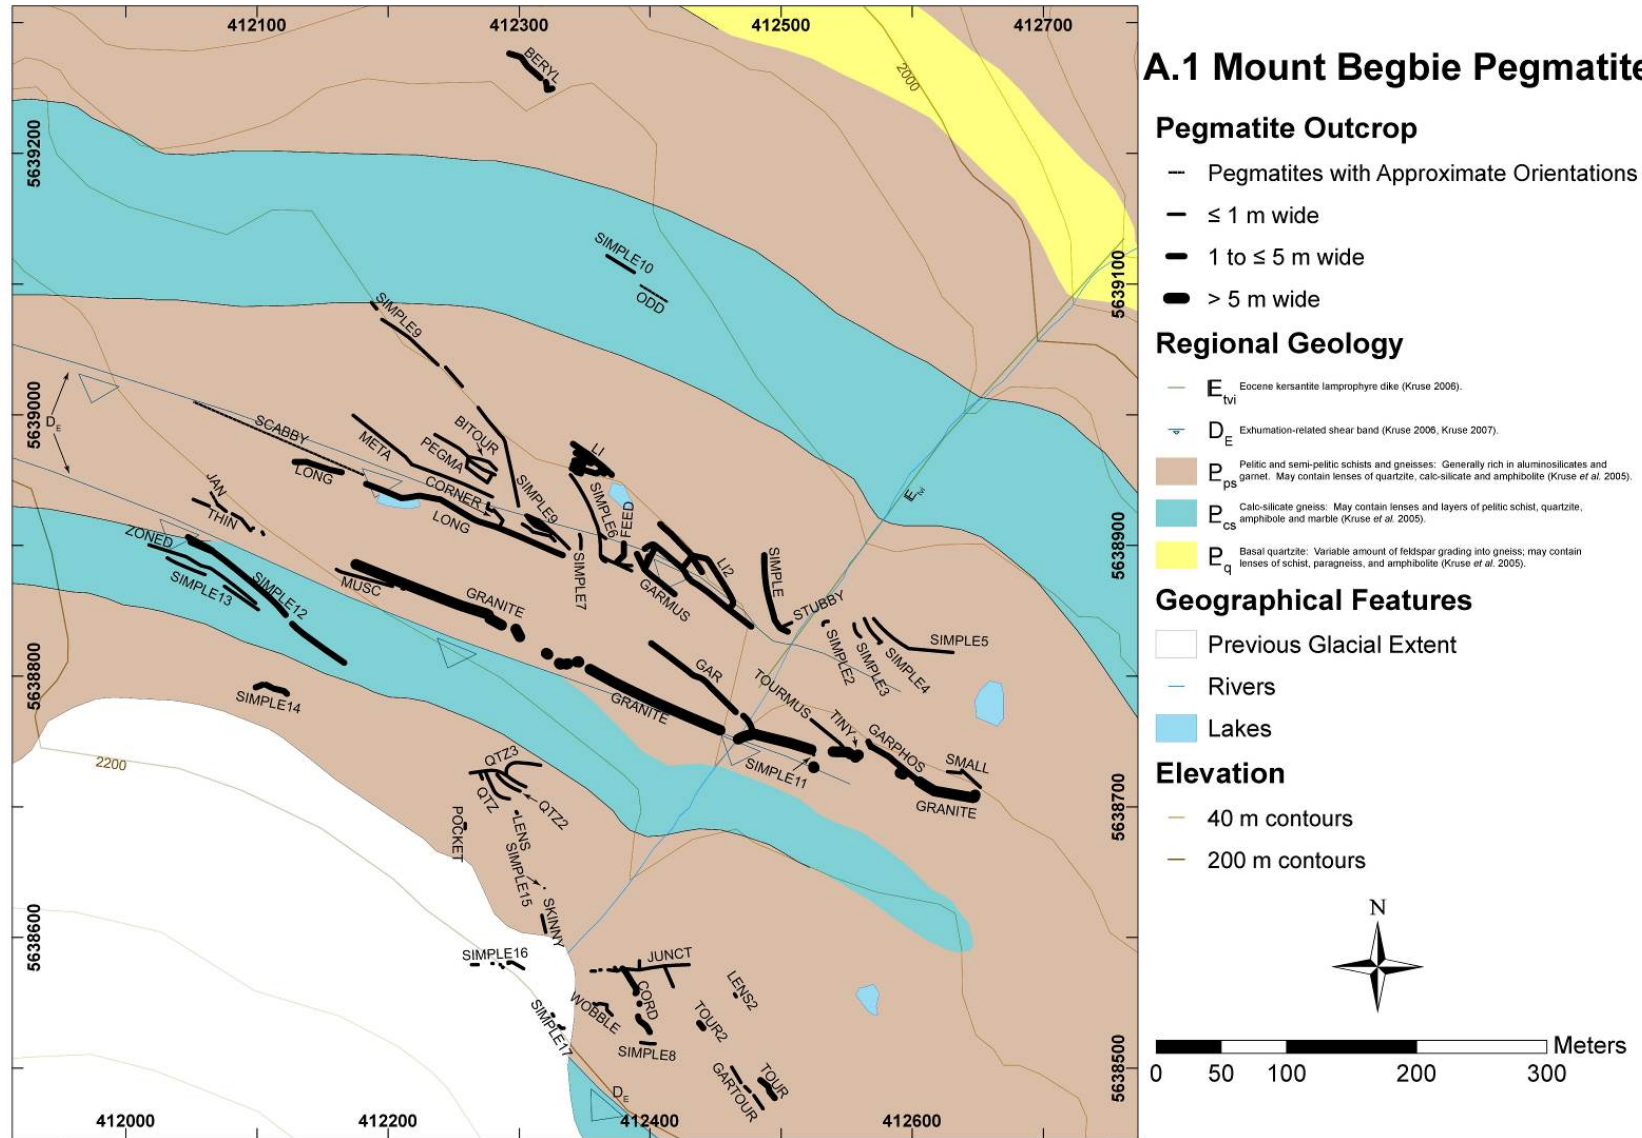 412100
412300
412500
412700
A.1 Mount Begbie Pegmatite
BERYL
2000
5639200
Pegmatite Outcrop
Pegmatites with Approximate Orientations
≤ 1 m wide
1 to ≤ 5 m wide
> 5 m wide
SIMPLE10
ODD
5639100
SIMPLE9
Regional Geology
E tvi Eocene kersantite lamprophyre dike (Kruse 2006).
D E Exhumation-related shear band (Kruse 2006, Kruse 2007).
P ps Pelitic and semi-pelitic schists and gneisses: Generally rich in aluminosilicates and
garnet. May contain lenses of quartzite, calc-silicate and amphibolite (Kruse et al. 2005).
P cs Calc-silicate gneiss: May contain lenses and layers of pelitic schist, quartzite,
amphibole and marble (Kruse et al. 2005).
P q Basal quartzite: Variable amount of feldspar grading into gneiss; may contain
lenses of schist, paragneiss, and amphibolite (Kruse et al. 2005).
5639000
D E
SCABBY
META
PEGMA
BITOUR
LI
LONG
CORNER
LONG
SIMPLE9
SIMPLE6
FEED
E tvi
JAN
THIN
ZONED
SIMPLE13
SIMPLE12
MUSC
GRANITE
SIMPLE7
GARMUS
LI2
SIMPLE
STUBBY
5638900
SIMPLE2
SIMPLE3
SIMPLE4
SIMPLE5
Geographical Features
Previous Glacial Extent
Rivers
Lakes
5638800
SIMPLE14
GRANITE
GAR
TOURMUS
TINY
GARPHOS
SMALL
SIMPLE11
GRANITE
2200
QTZ3
QTZ
QTZ2
POCKET
LENS
SIMPLE15
SKINNY
5638700
Elevation
40 m contours
200 m contours
5638600
SIMPLE16
JUNCT
CORD
WOBBLE
SIMPLE17
SIMPLE8
LENS2
TOUR2
TOUR
GARTOUR
D E
5638500
N
Meters
0 50 100 200 300
412000
412200
412400
412600